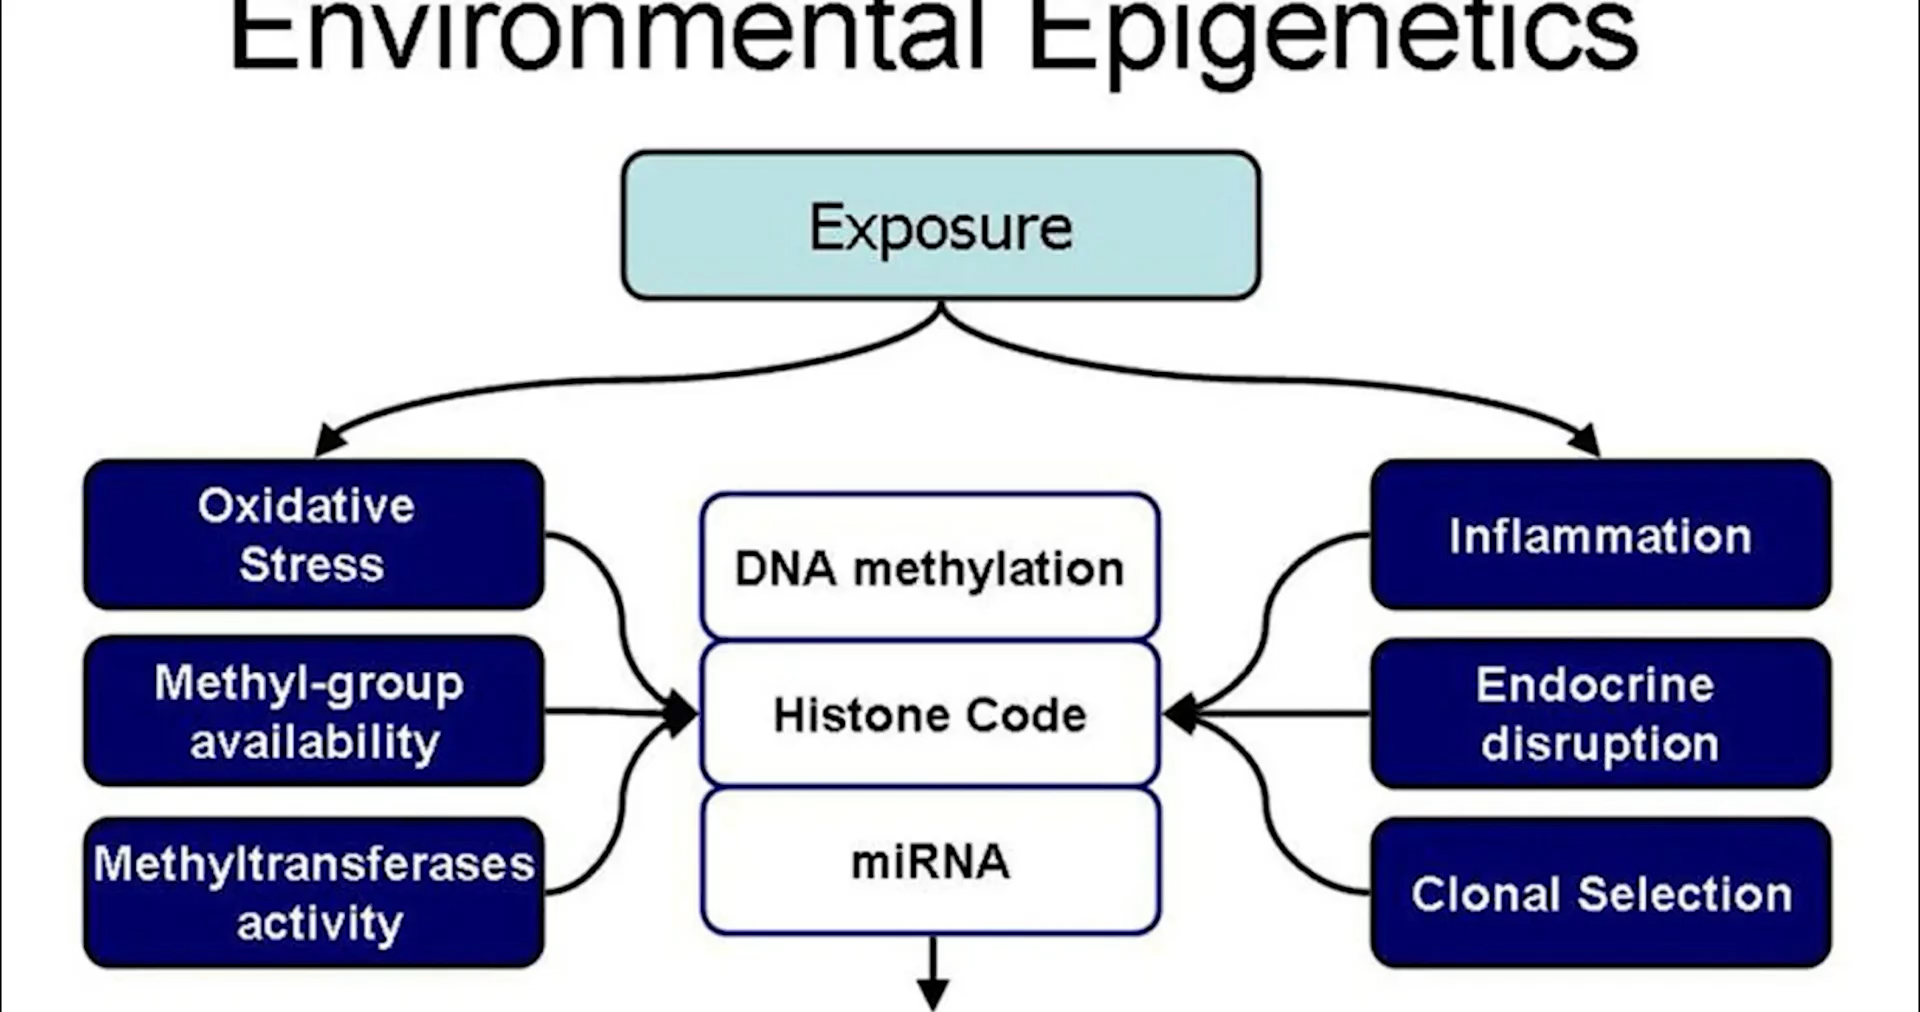 Environmental Epigenetics
Exposure
Oxidative
Stress
Methyl-group
availability
Methyltransferases
activity
DNA methylation
Histone Code
miRNA
Inflammation
Endocrine
disruption
Clonal Selection